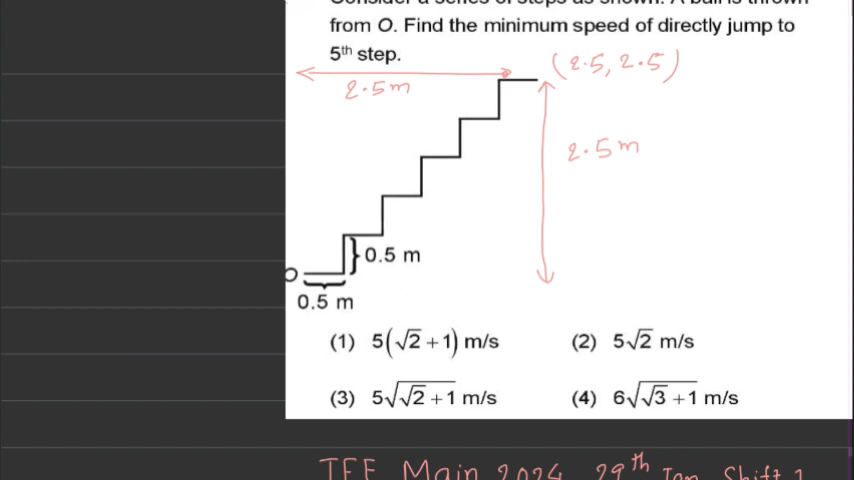 Consider a series of steps as shown. A ball is thrown
from O. Find the minimum speed of directly jump to
5th step.
(2.5, 2.5)
2.5m
2.5m
0.5 m
O
0.5 m
(1) 5(√2 + 1) m/s (2) 5√2 m/s
(3) 5√(√2 + 1) m/s (4) 6√(√3 + 1) m/s
JEE Main 2024 29th Jan Shift 1